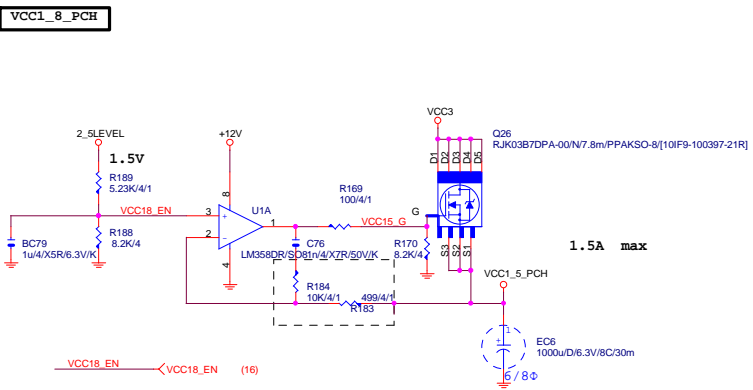 VCC1_8_PCH
VCC3
Q26
RJK03B7DPA-00/N/7.8m/PPAKSO-8/[10IF9-100397-21R]
2_5LEVEL
+12V
D1
D2
D3
D4
D5
1.5V
R189
5.23K/4/1
R169
100/4/1
8
VCC18_EN
3
+
U1A
1
VCC15_G
G
2
-
BC79
1u/4/X5R/6.3V/K
R188
8.2K/4
4
C76
LM358DR/SO81n/4/X7R/50V/K
R170
8.2K/4
S3
S2
S1
1.5A max
VCC1_5_PCH
R184
10K/4/1
499/4/1
R183
1
+
EC6
1000u/D/6.3V/8C/30m
6/8Φ
VCC18_EN
VCC18_EN
(16)